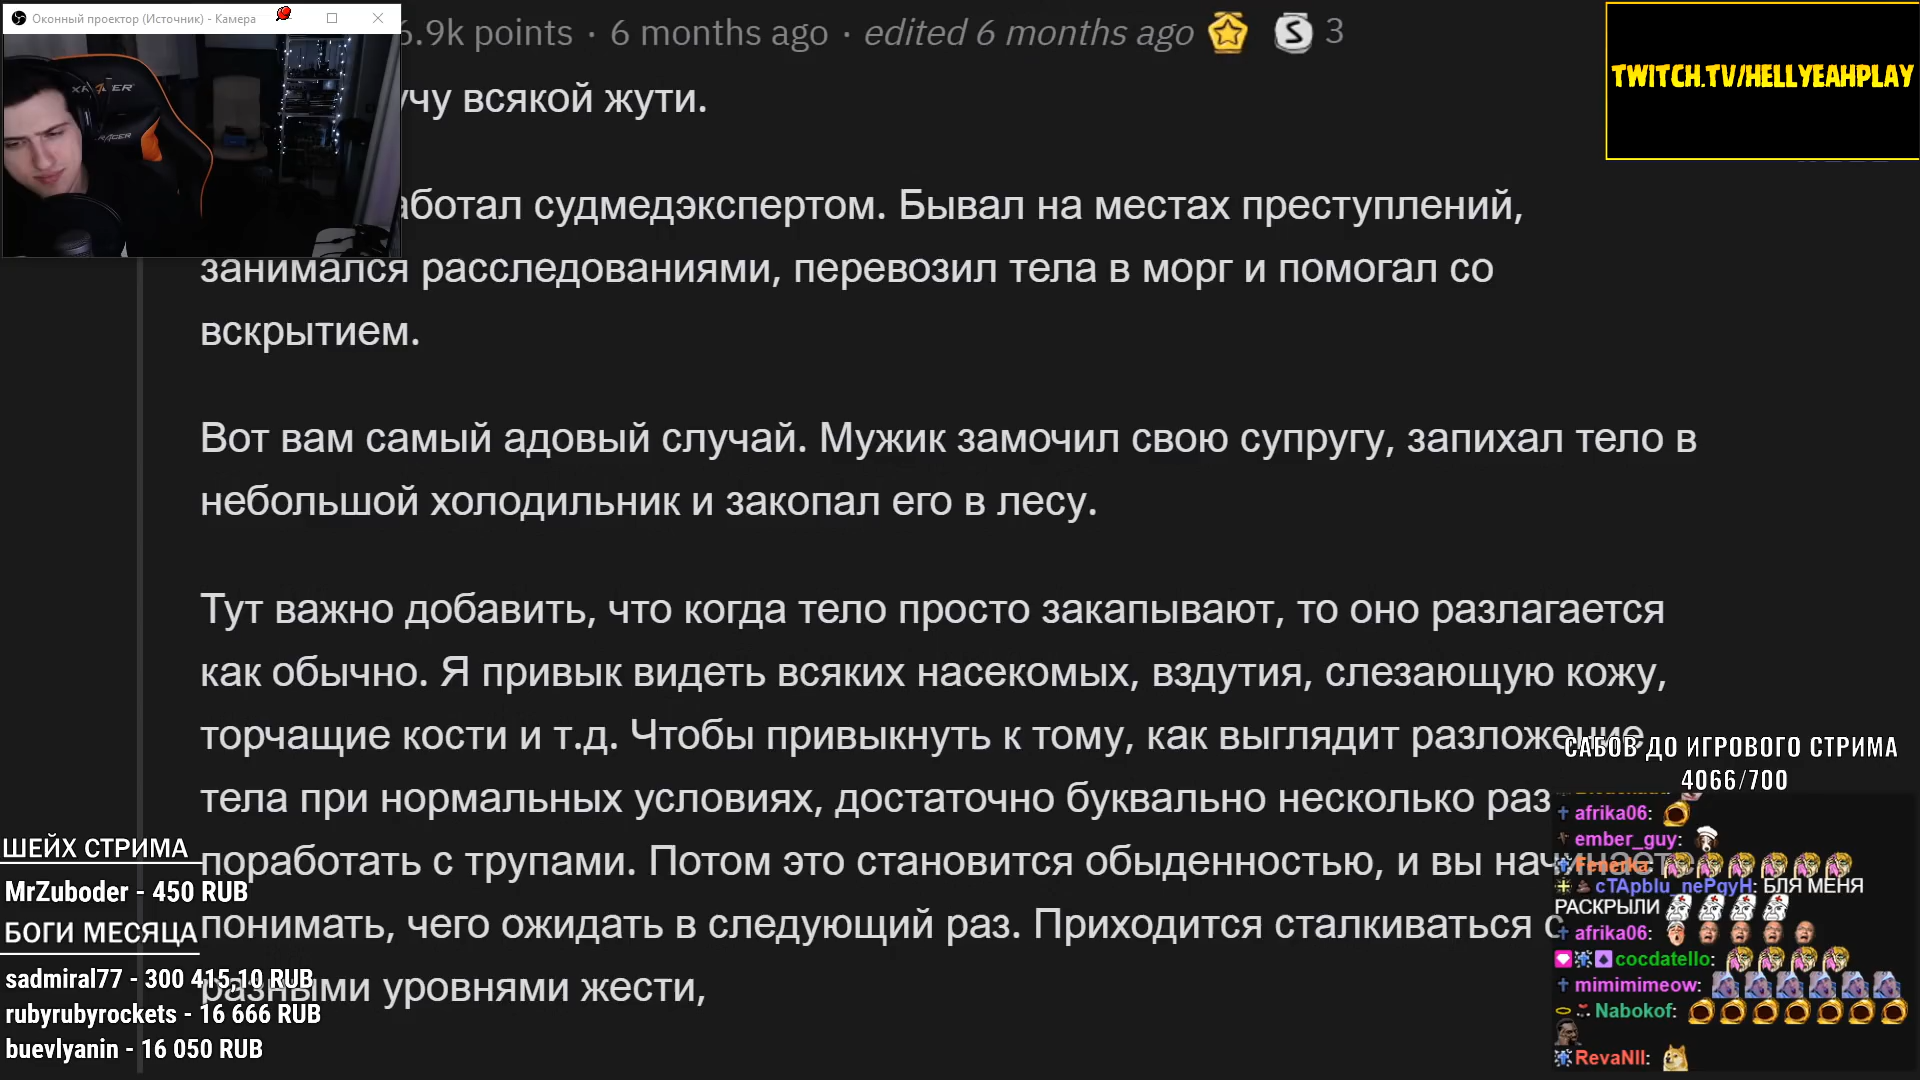 Оконный проектор (Источник) - Камера
6.9k points · 6 months ago · edited 6 months ago 3
TWITCH.TV/HELLYEAHPLAY
учу всякой жути.
аботал судмедэкспертом. Бывал на местах преступлений,
занимался расследованиями, перевозил тела в морг и помогал со
вскрытием.
Вот вам самый адовый случай. Мужик замочил свою супругу, запихал тело в
небольшой холодильник и закопал его в лесу.
Тут важно добавить, что когда тело просто закапывают, то оно разлагается
как обычно. Я привык видеть всяких насекомых, вздутия, слезающую кожу,
торчащие кости и т.д. Чтобы привыкнуть к тому, как выглядит разложение
тела при нормальных условиях, достаточно буквально несколько раз
поработать с трупами. Потом это становится обыденностью, и вы начинаете
понимать, чего ожидать в следующий раз. Приходится сталкиваться с
разными уровнями жести,
САБОВ ДО ИГРОВОГО СТРИМА
4066/700
afrika06:
ember_guy:
cTApblu_nePgyH: БЛЯ МЕНЯ
РАСКРЫЛИ
afrika06:
cocdatello:
mimimimeow:
Nabokof:
RevaNll:
ШЕЙХ СТРИМА
MrZuboder - 450 RUB
БОГИ МЕСЯЦА
sadmiral77 - 300 415,10 RUB
rubyrubyrockets - 16 666 RUB
buevlyanin - 16 050 RUB